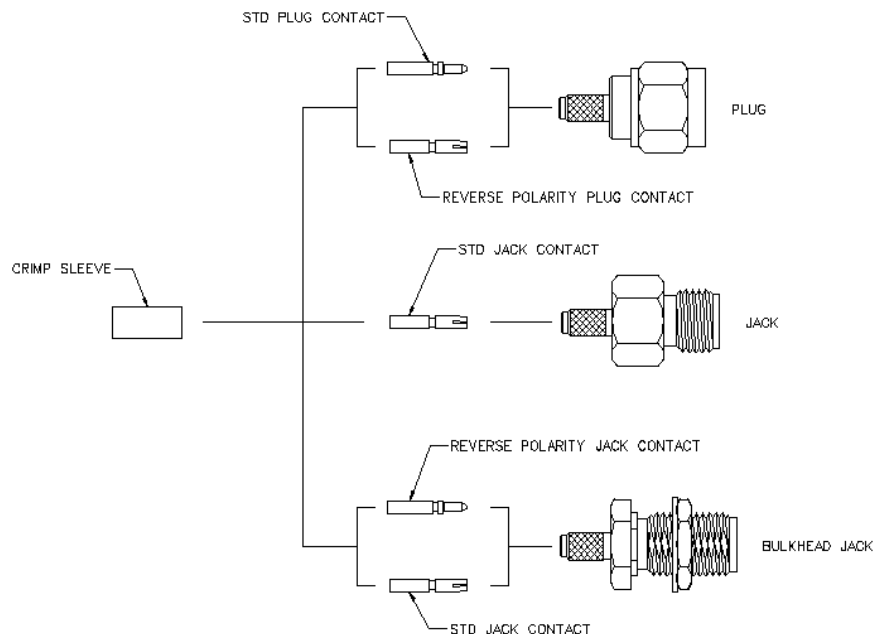 STD PLUG CONTACT
PLUG
REVERSE POLARITY PLUG CONTACT
STD JACK CONTACT
CRIMP SLEEVE
JACK
REVERSE POLARITY JACK CONTACT
BULKHEAD JACK
STD JACK CONTACT